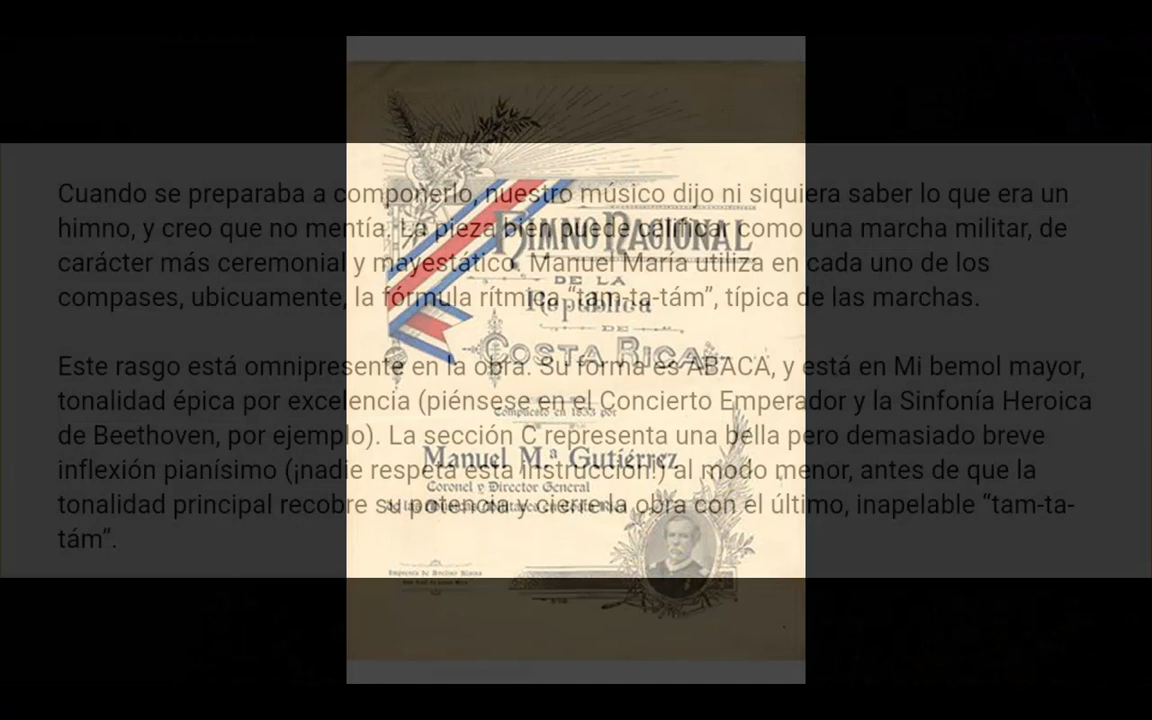 Cuando se preparaba a componerlo, nuestro músico dijo ni siquiera saber lo que era un
himno, y creo que no mentía. La pieza bien puede calificar como una marcha militar, de
carácter más ceremonial y mayestático. Manuel María utiliza en cada uno de los
compases, ubicuamente, la fórmula rítmica “tam-ta-tám”, típica de las marchas.
Este rasgo está omnipresente en la obra. Su forma es ABACA, y está en Mi bemol mayor,
tonalidad épica por excelencia (piénsese en el Concierto Emperador y la Sinfonía Heroica
de Beethoven, por ejemplo). La sección C representa una bella pero demasiado breve
inflexión pianísimo (¡nadie respeta esta instrucción!) al modo menor, antes de que la
tonalidad principal recobre su potencia y cierre la obra con el último, inapelable “tam-ta-
tám”.
HIMNO NACIONAL
DE LA
República
DE
COSTA RICA
Compuesto en 1853 por
Manuel M.ª Gutiérrez
Coronel y Director General
de las